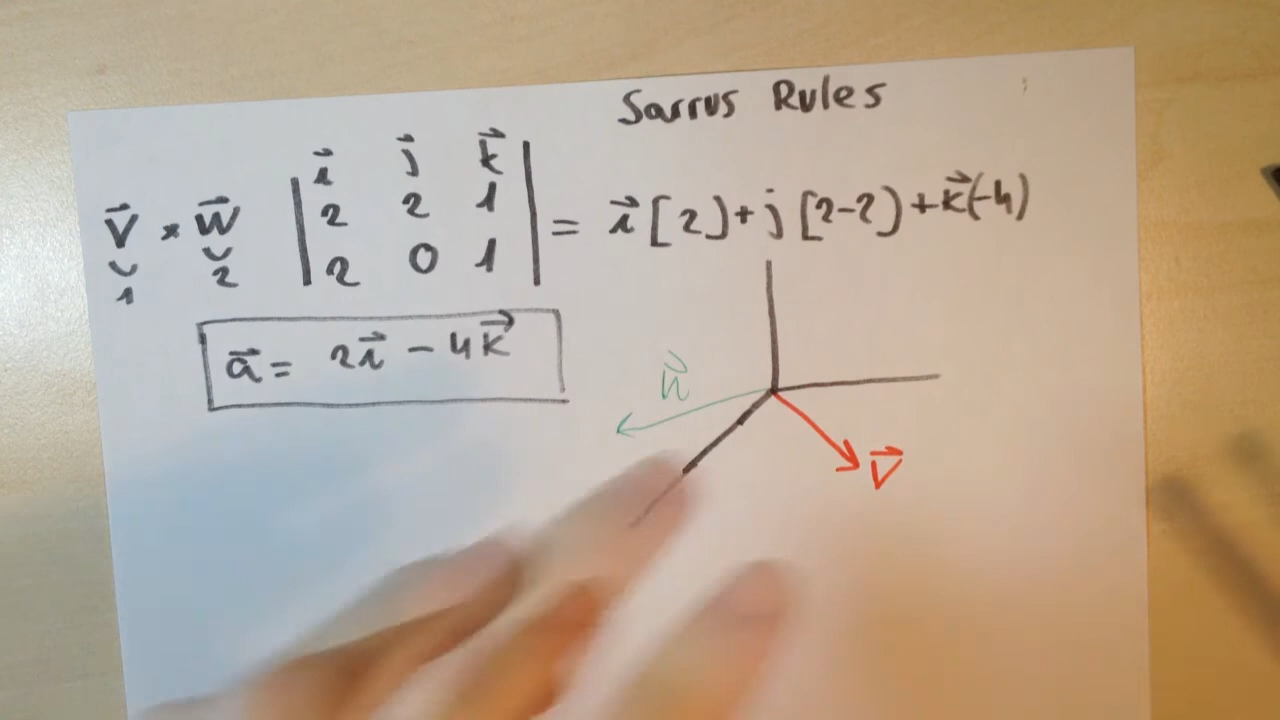 Sarrus Rules
i⃗ j⃗ k⃗
V⃗ × W⃗ | 2 2 1 | = i⃗ [2]+j [2-2)+k⃗(-4)
1 2 2 0 1
a⃗ = 2i⃗ - 4k⃗
n⃗
V⃗